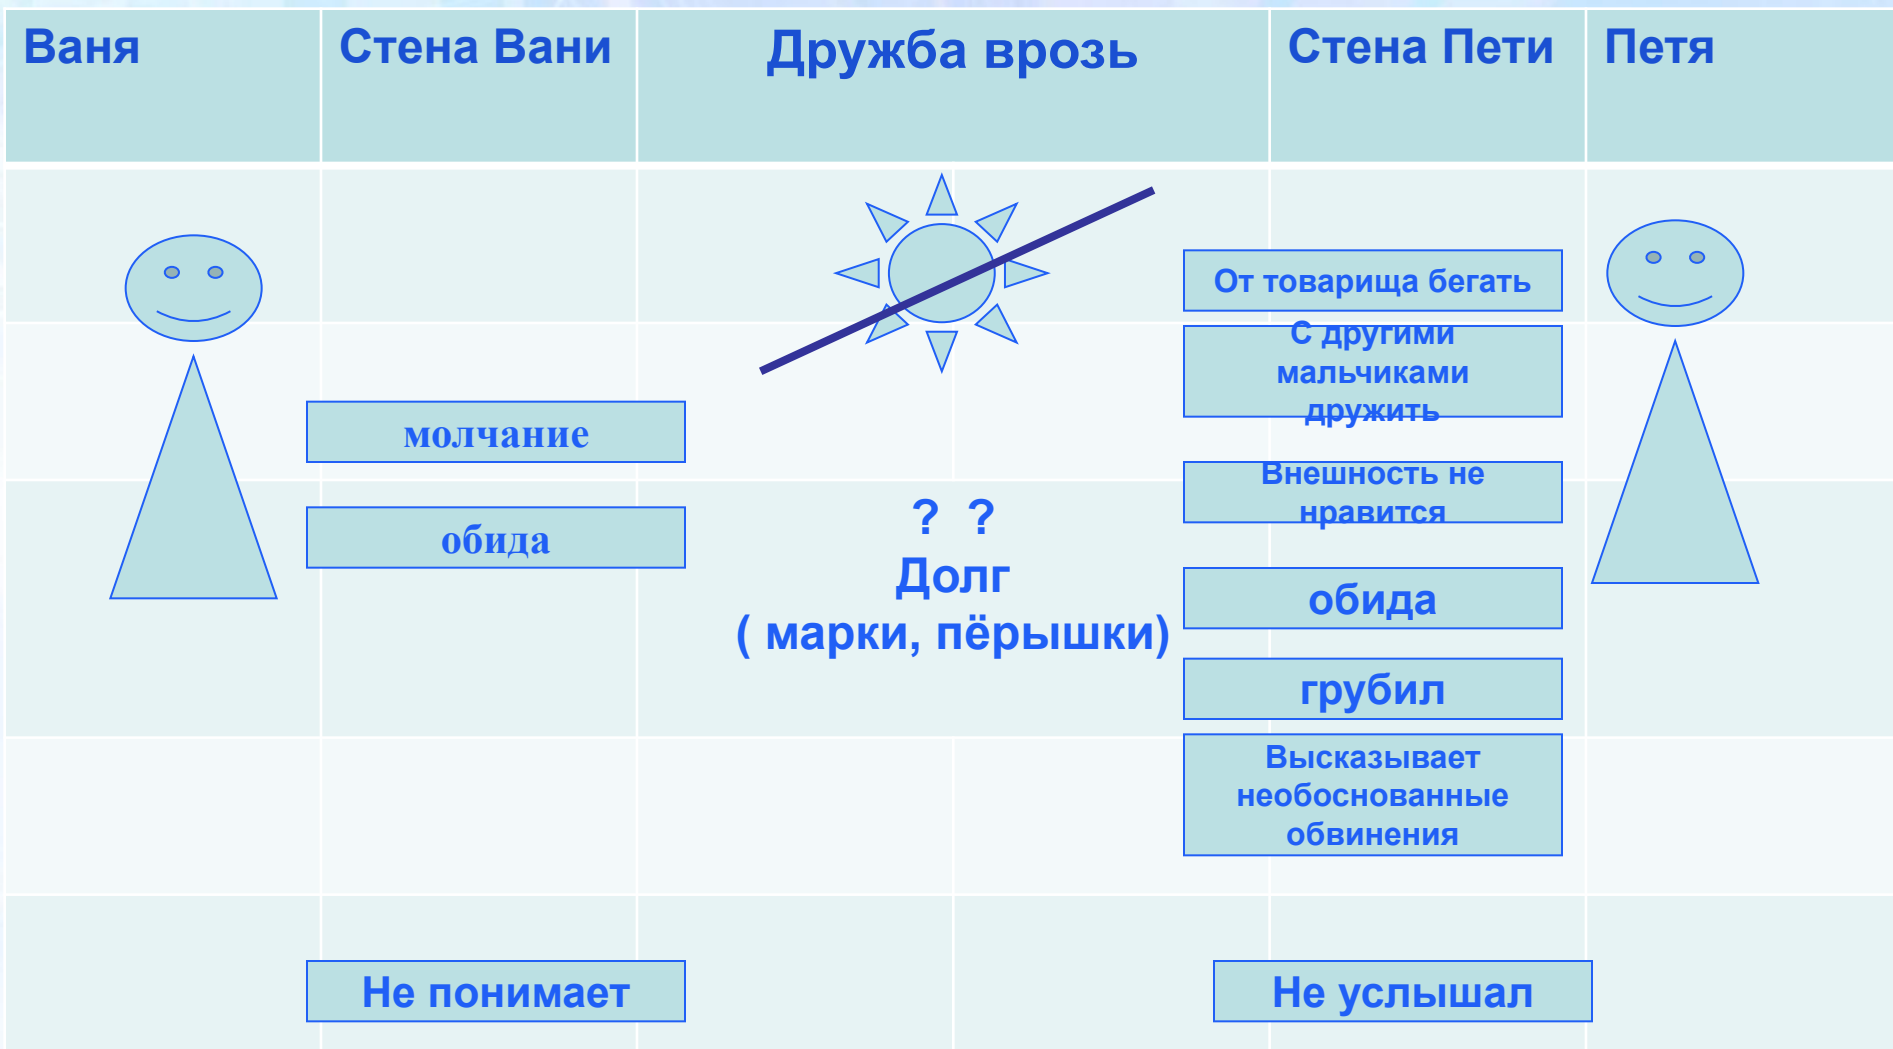 Ваня
Стена Вани
Дружба врозь
Стена Пети
Петя
молчание
обида
? ?
Долг
( марки, пёрышки)
От товарища бегать
С другими
мальчиками
дружить
Внешность не
нравится
обида
грубил
Высказывает
необоснованные
обвинения
Не понимает
Не услышал